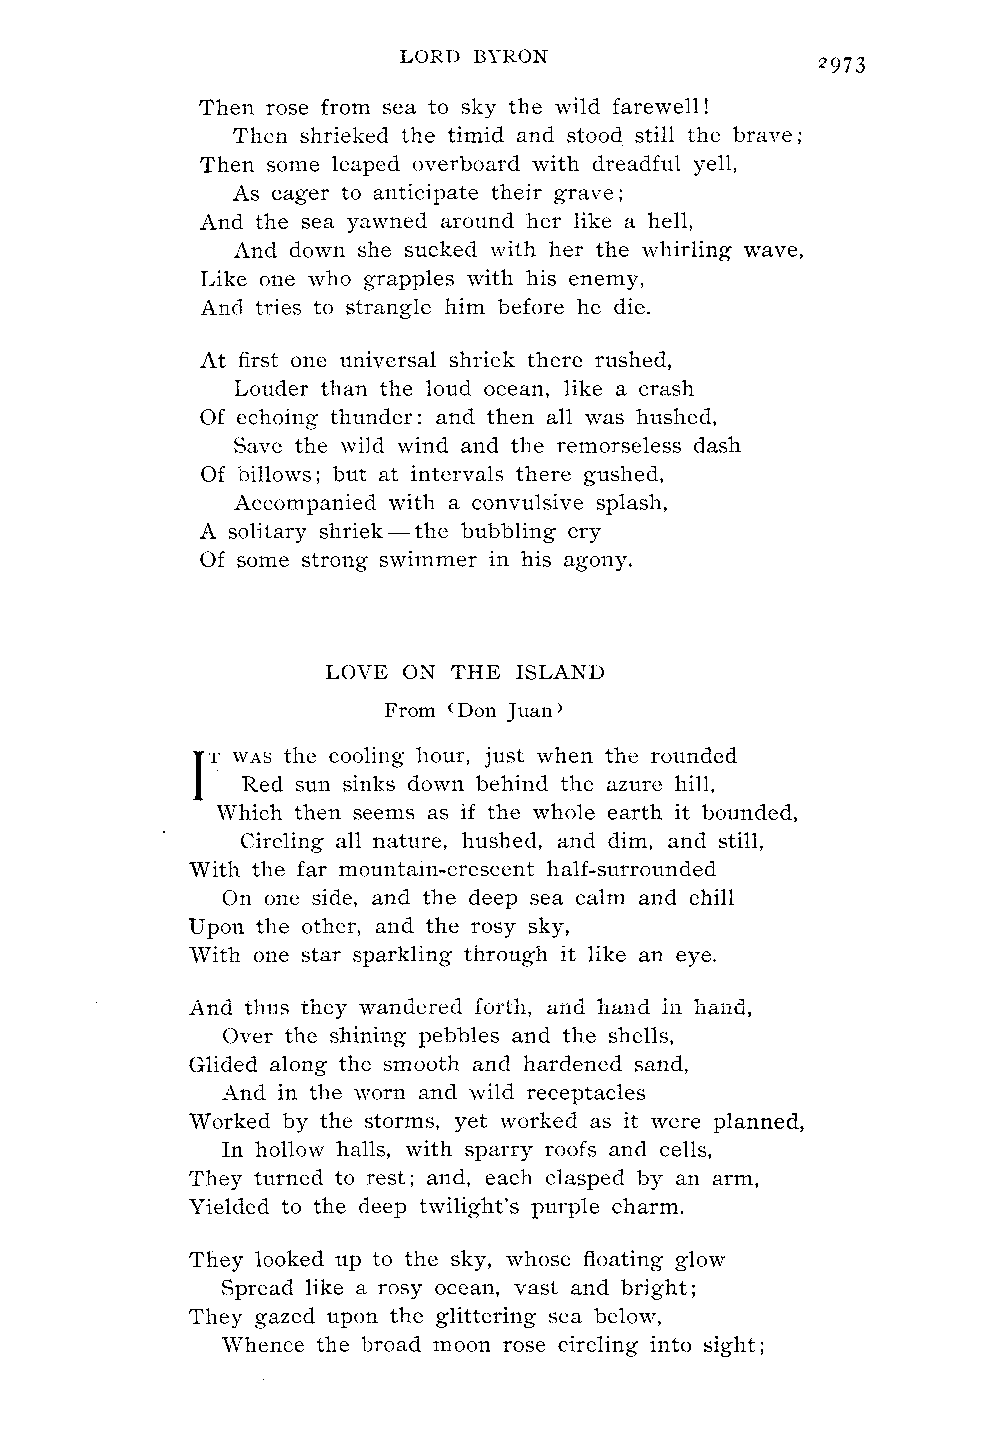 LORD BYRON 2973
Then rose from sea to sky the wild farewell!
Then shrieked the timid and stood still the brave;
Then some leaped overboard with dreadful yell,
As eager to anticipate their grave;
And the sea yawned around her like a hell,
And down she sucked with her the whirling wave,
Like one who grapples with his enemy,
And tries to strangle him before he die.
At first one universal shriek there rushed,
Louder than the loud ocean, like a crash
Of echoing thunder: and then all was hushed,
Save the wild wind and the remorseless dash
Of billows; but at intervals there gushed,
Accompanied with a convulsive splash,
A solitary shriek—the bubbling cry
Of some strong swimmer in his agony.
LOVE ON THE ISLAND
From ‹Don Juan›
IT WAS the cooling hour, just when the rounded
Red sun sinks down behind the azure hill,
Which then seems as if the whole earth it bounded,
Circling all nature, hushed, and dim, and still,
With the far mountain-crescent half-surrounded
On one side, and the deep sea calm and chill
Upon the other, and the rosy sky,
With one star sparkling through it like an eye.
And thus they wandered forth, and hand in hand,
Over the shining pebbles and the shells,
Glided along the smooth and hardened sand,
And in the worn and wild receptacles
Worked by the storms, yet worked as it were planned,
In hollow halls, with sparry roofs and cells,
They turned to rest; and, each clasped by an arm,
Yielded to the deep twilight's purple charm.
They looked up to the sky, whose floating glow
Spread like a rosy ocean, vast and bright;
They gazed upon the glittering sea below,
Whence the broad moon rose circling into sight;